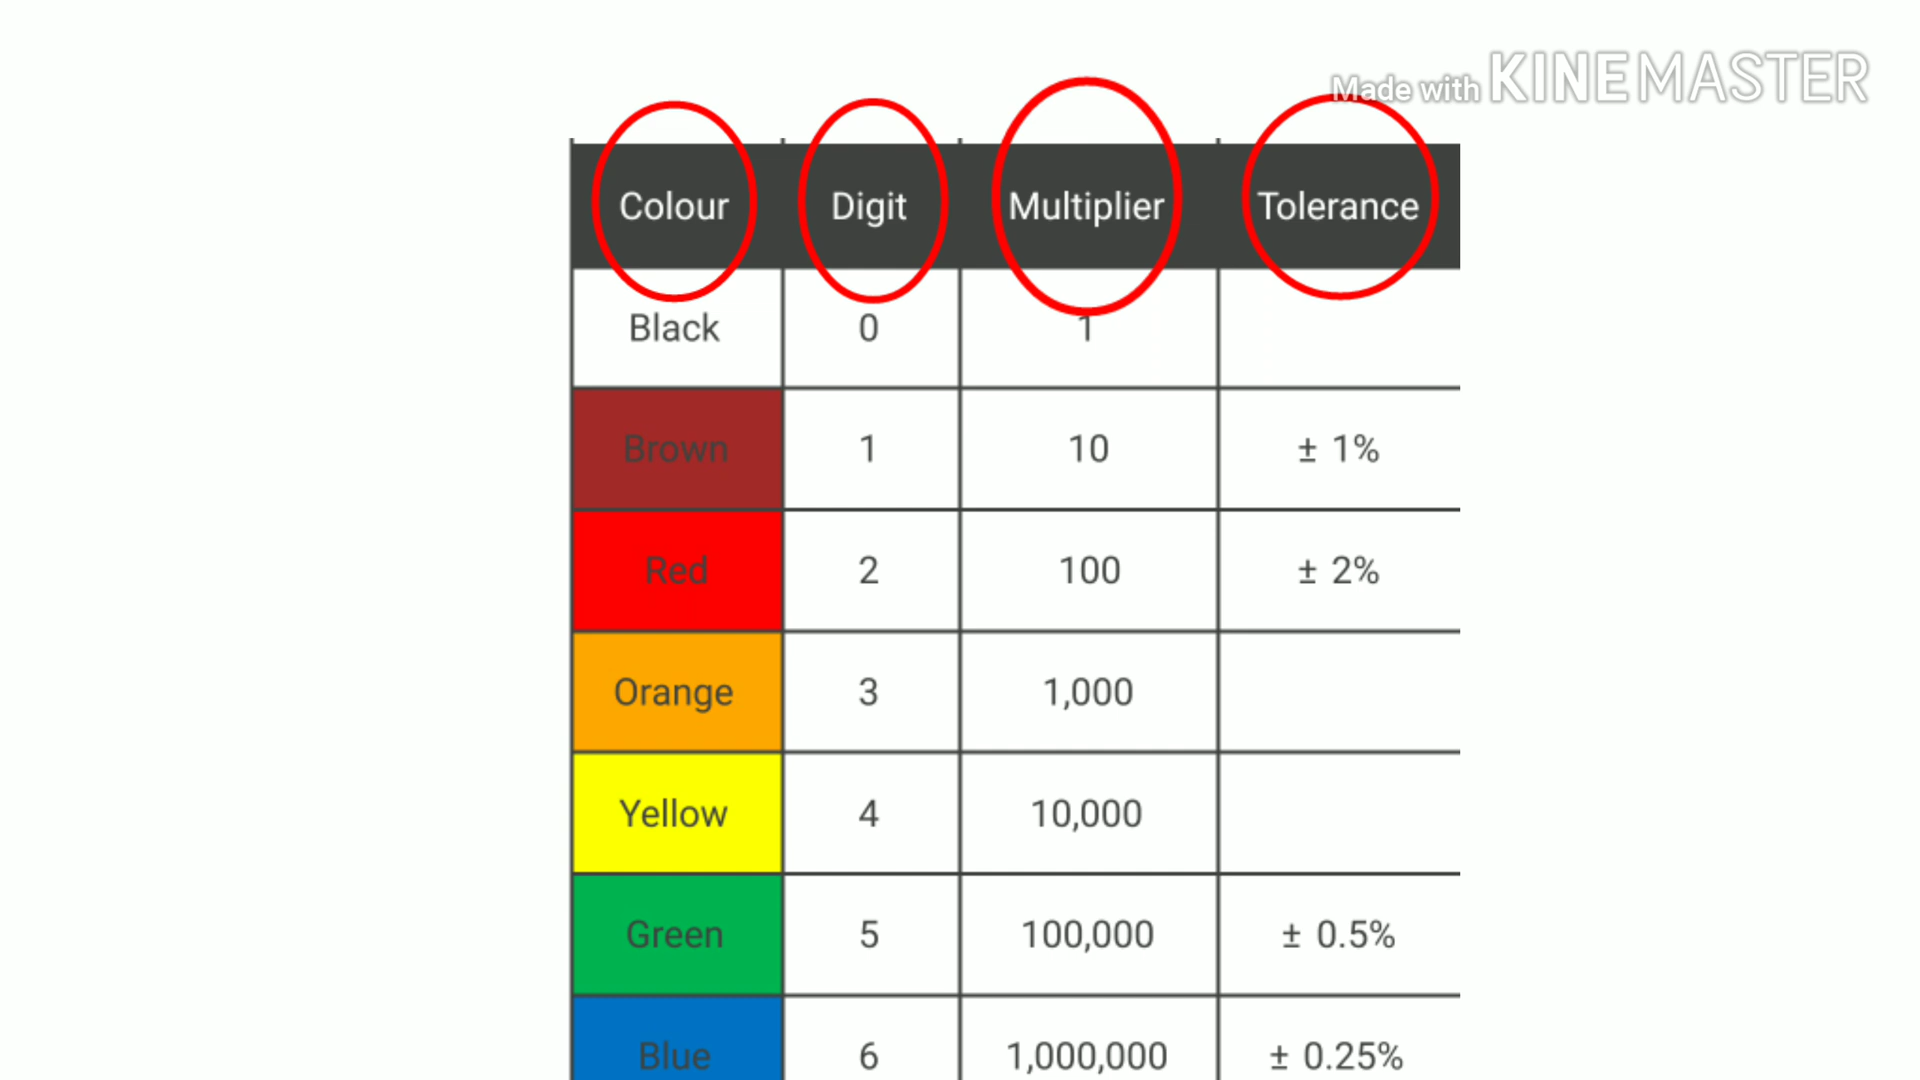 Made with KINEMASTER
Colour Digit Multiplier Tolerance
Black 0 1
Brown 1 10 ± 1%
Red 2 100 ± 2%
Orange 3 1,000
Yellow 4 10,000
Green 5 100,000 ± 0.5%
Blue 6 1,000,000 ± 0.25%